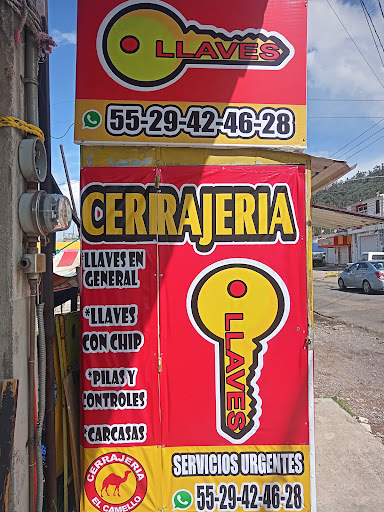 LLAVES
55-29-42-46-28
CERRAJERIA
LLAVES EN
GENERAL
*LLAVES
CON CHIP
*PILAS Y
CONTROLES
*CARCASAS
LLAVES
CERRAJERIA
EL CAMELLO
SERVICIOS URGENTES
55-29-42-46-28